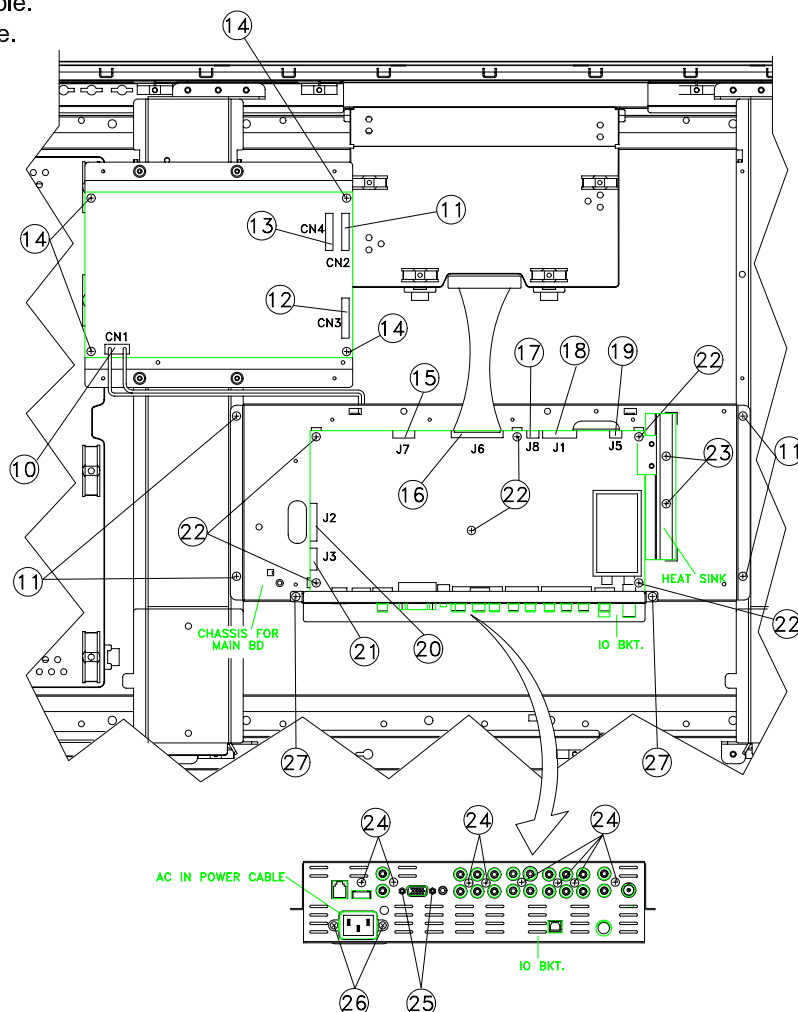 ble.
e.
14
13
CN4
11
CN2
12
CN3
14
CN1
14
17
18
19
22
15
10
J7
J6
J8
J1
J5
11
23
16
22
22
J2
J3
11
HEAT SINK
CHASSIS FOR
MAIN BD
21
20
IO BKT.
22
27
27
24
24
24
AC IN POWER CABLE
IO BKT.
26
25